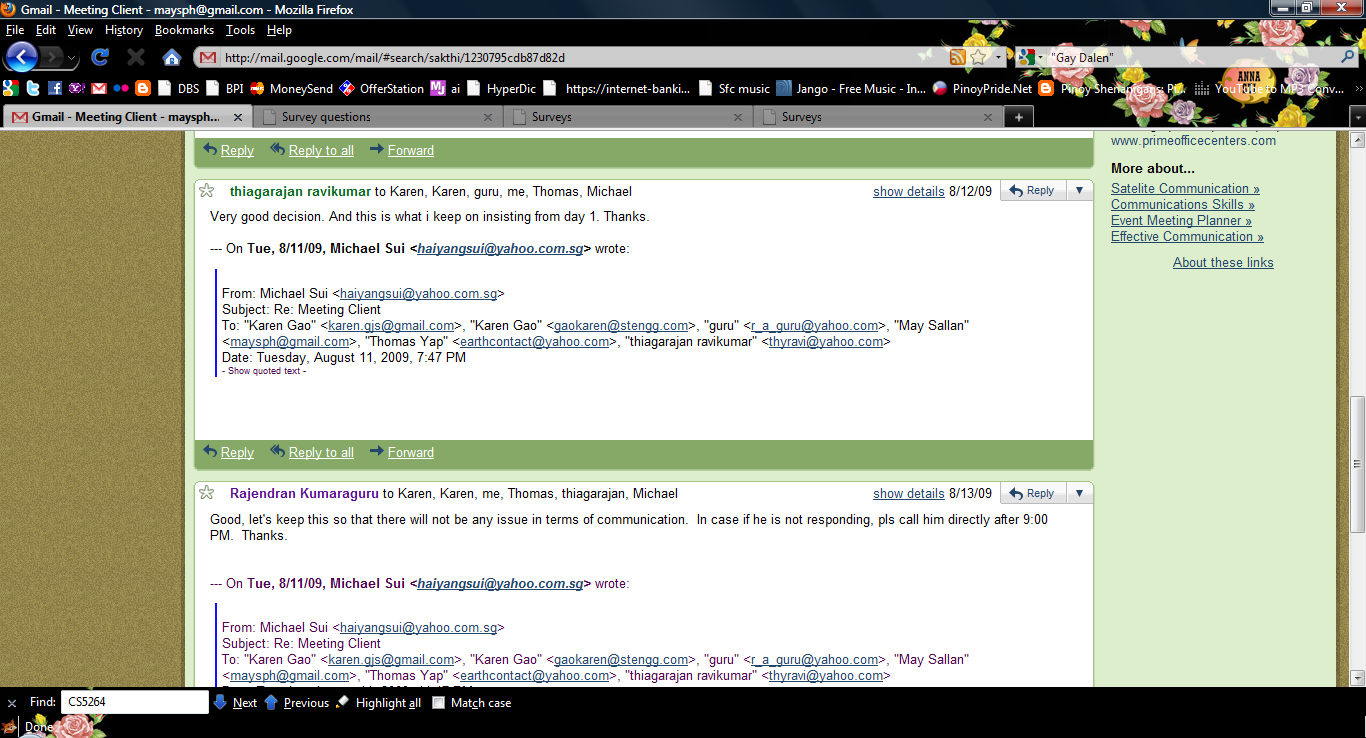 Gmail - Meeting Client - maysph@gmail.com - Mozilla Firefox
File Edit View History Bookmarks Tools Help
http://mail.google.com/mail/#search/sakthi/1230795cdb87d82d
"Gay Dalen"
DBS BPI MoneySend OfferStation ai HyperDic https://internet-banki... Sfc music Jango - Free Music - In... PinoyPride.Net Pinoy Shenanigans: Pi... YouTube to MP3 Conv...
ANNA
Gmail - Meeting Client - maysp... Survey questions Surveys Surveys
www.primeofficecenters.com
Reply Reply to all Forward
More about...
Satelite Communication »
Communications Skills »
Event Meeting Planner »
Effective Communication »
About these links
thiagarajan ravikumar to Karen, Karen, guru, me, Thomas, Michael show details 8/12/09 Reply
Very good decision. And this is what i keep on insisting from day 1. Thanks.
--- On Tue, 8/11/09, Michael Sui <haiyangsui@yahoo.com.sg> wrote:
From: Michael Sui <haiyangsui@yahoo.com.sg>
Subject: Re: Meeting Client
To: "Karen Gao" <karen.gjs@gmail.com>, "Karen Gao" <gaokaren@stengg.com>, "guru" <r_a_guru@yahoo.com>, "May Sallan"
<maysph@gmail.com>, "Thomas Yap" <earthcontact@yahoo.com>, "thiagarajan ravikumar" <thyravi@yahoo.com>
Date: Tuesday, August 11, 2009, 7:47 PM
- Show quoted text -
Reply Reply to all Forward
Rajendran Kumaraguru to Karen, Karen, me, Thomas, thiagarajan, Michael show details 8/13/09 Reply
Good, let's keep this so that there will not be any issue in terms of communication. In case if he is not responding, pls call him directly after 9:00
PM. Thanks.
--- On Tue, 8/11/09, Michael Sui <haiyangsui@yahoo.com.sg> wrote:
From: Michael Sui <haiyangsui@yahoo.com.sg>
Subject: Re: Meeting Client
To: "Karen Gao" <karen.gjs@gmail.com>, "Karen Gao" <gaokaren@stengg.com>, "guru" <r_a_guru@yahoo.com>, "May Sallan"
<maysph@gmail.com>, "Thomas Yap" <earthcontact@yahoo.com>, "thiagarajan ravikumar" <thyravi@yahoo.com>
Find: CS5264 Next Previous Highlight all Match case
Done